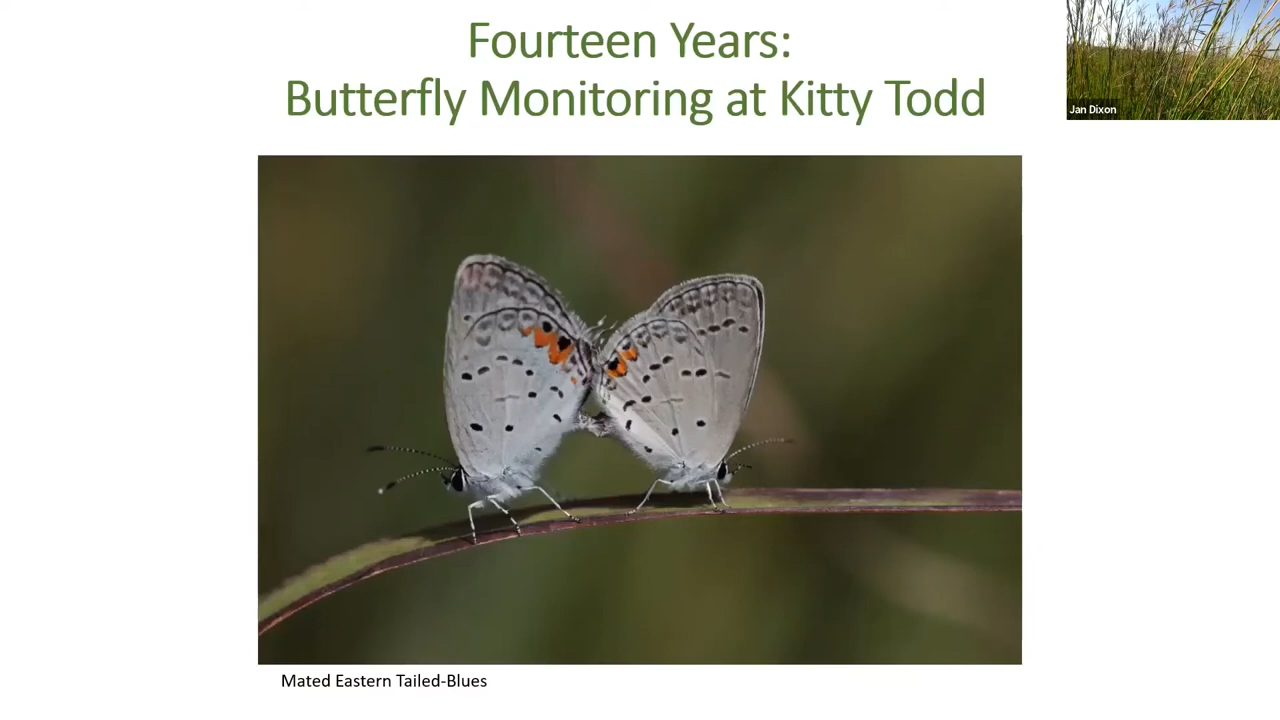 Fourteen Years:
Butterfly Monitoring at Kitty Todd
Jan Dixon
Mated Eastern Tailed-Blues